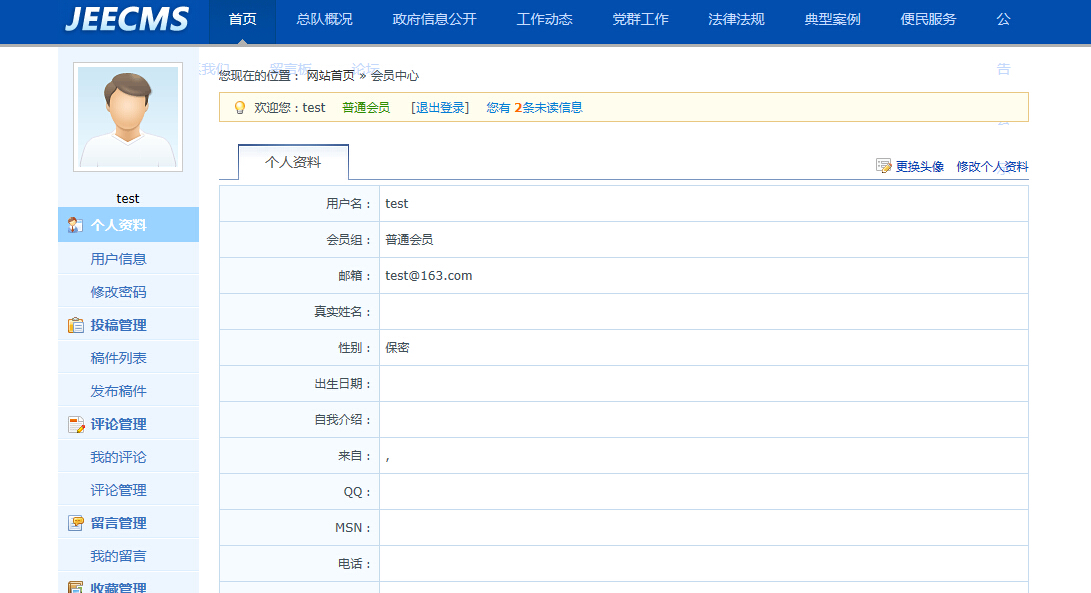 JEECMS 首页 总队概况 政府信息公开 工作动态 党群工作 法律法规 典型案例 便民服务 公
我们 留言板 论坛 告
您现在的位置： 网站首页 » 会员中心
欢迎您：test 普通会员 [退出登录] 您有 2条未读信息
个人资料
更换头像 修改个人资料
test
个人资料
用户信息
修改密码
投稿管理
稿件列表
发布稿件
评论管理
我的评论
评论管理
留言管理
我的留言
收藏管理
用户名： test
会员组： 普通会员
邮箱： test@163.com
真实姓名：
性别： 保密
出生日期：
自我介绍：
来自： ,
QQ：
MSN：
电话：